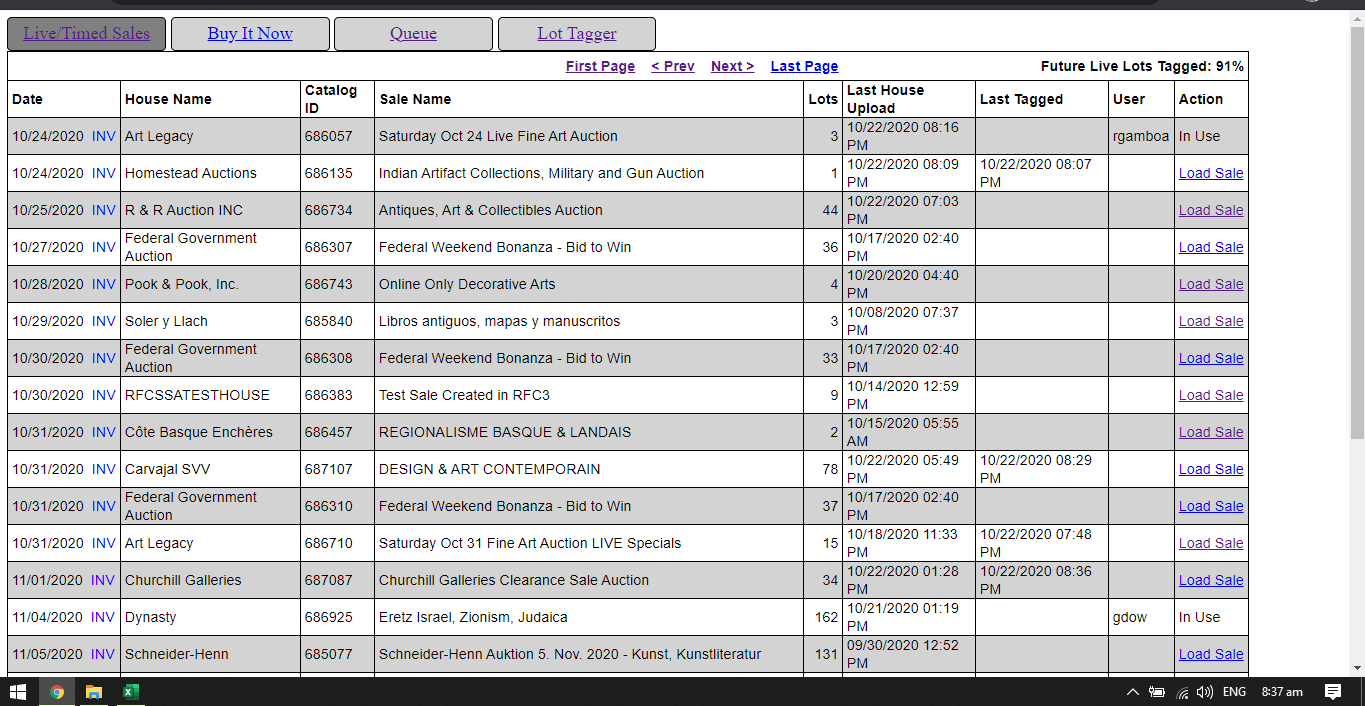 Live/Timed Sales Buy It Now Queue Lot Tagger
First Page < Prev Next > Last Page Future Live Lots Tagged: 91%
Date House Name Catalog ID Sale Name Lots Last House Upload Last Tagged User Action
10/24/2020 INV Art Legacy 686057 Saturday Oct 24 Live Fine Art Auction 3 10/22/2020 08:16 PM rgamboa In Use
10/24/2020 INV Homestead Auctions 686135 Indian Artifact Collections, Military and Gun Auction 1 10/22/2020 08:09 PM 10/22/2020 08:07 PM Load Sale
10/25/2020 INV R & R Auction INC 686734 Antiques, Art & Collectibles Auction 44 10/22/2020 07:03 PM Load Sale
10/27/2020 INV Federal Government Auction 686307 Federal Weekend Bonanza - Bid to Win 36 10/17/2020 02:40 PM Load Sale
10/28/2020 INV Pook & Pook, Inc. 686743 Online Only Decorative Arts 4 10/20/2020 04:40 PM Load Sale
10/29/2020 INV Soler y Llach 685840 Libros antiguos, mapas y manuscritos 3 10/08/2020 07:37 PM Load Sale
10/30/2020 INV Federal Government Auction 686308 Federal Weekend Bonanza - Bid to Win 33 10/17/2020 02:40 PM Load Sale
10/30/2020 INV RFCSSATESTHOUSE 686383 Test Sale Created in RFC3 9 10/14/2020 12:59 PM Load Sale
10/31/2020 INV Côte Basque Enchères 686457 REGIONALISME BASQUE & LANDAIS 2 10/15/2020 05:55 AM Load Sale
10/31/2020 INV Carvajal SVV 687107 DESIGN & ART CONTEMPORAIN 78 10/22/2020 05:49 PM 10/22/2020 08:29 PM Load Sale
10/31/2020 INV Federal Government Auction 686310 Federal Weekend Bonanza - Bid to Win 37 10/17/2020 02:40 PM Load Sale
10/31/2020 INV Art Legacy 686710 Saturday Oct 31 Fine Art Auction LIVE Specials 15 10/18/2020 11:33 PM 10/22/2020 07:48 PM Load Sale
11/01/2020 INV Churchill Galleries 687087 Churchill Galleries Clearance Sale Auction 34 10/22/2020 01:28 PM 10/22/2020 08:36 PM Load Sale
11/04/2020 INV Dynasty 686925 Eretz Israel, Zionism, Judaica 162 10/21/2020 01:19 PM gdow In Use
11/05/2020 INV Schneider-Henn 685077 Schneider-Henn Auktion 5. Nov. 2020 - Kunst, Kunstliteratur 131 09/30/2020 12:52 PM Load Sale
ENG 8:37 am